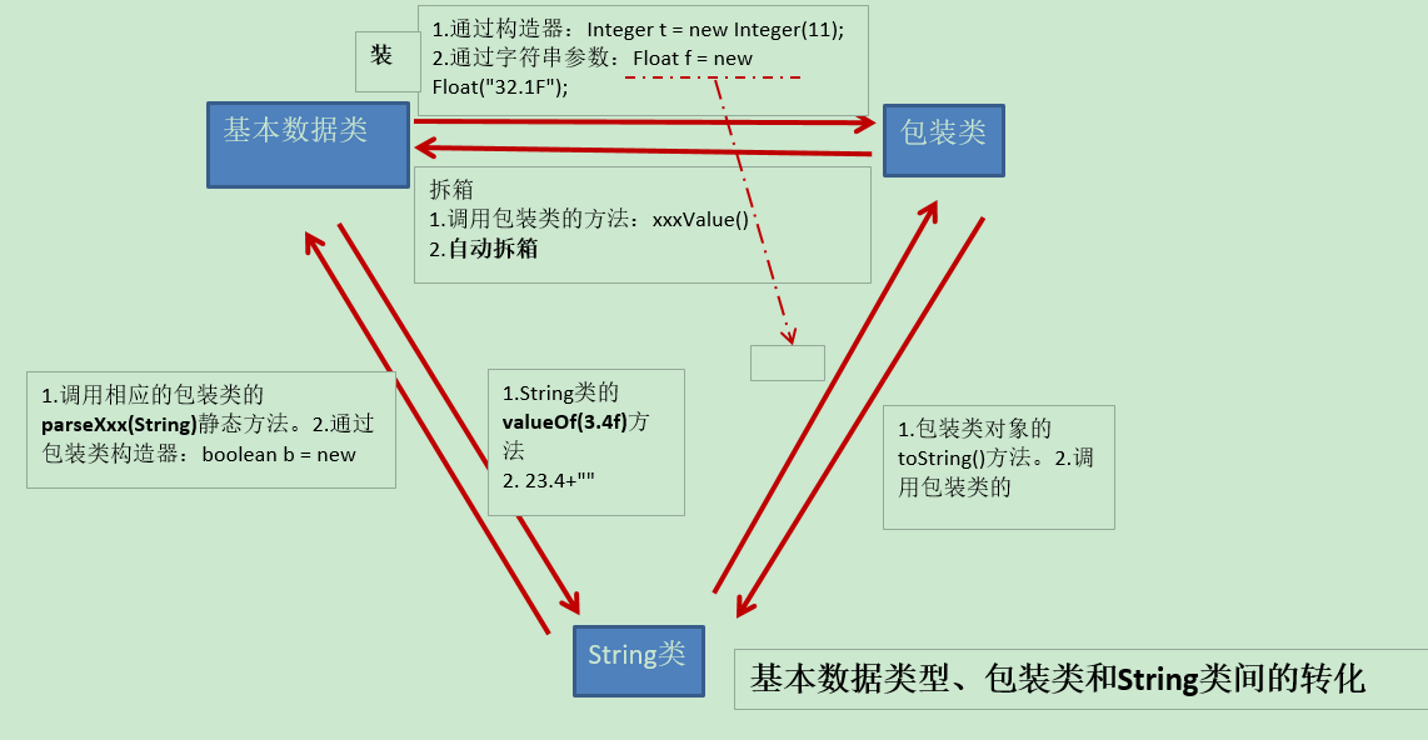 装
1.通过构造器：Integer t = new Integer(11);
2.通过字符串参数：Float f = new
Float("32.1F");
基本数据类
包装类
拆箱
1.调用包装类的方法：xxxValue()
2.自动拆箱
1.调用相应的包装类的
parseXxx(String)静态方法。2.通过
包装类构造器：boolean b = new
1.String类的
valueOf(3.4f)方
法
2. 23.4+""
1.包装类对象的
toString()方法。2.调
用包装类的
String类
基本数据类型、包装类和String类间的转化